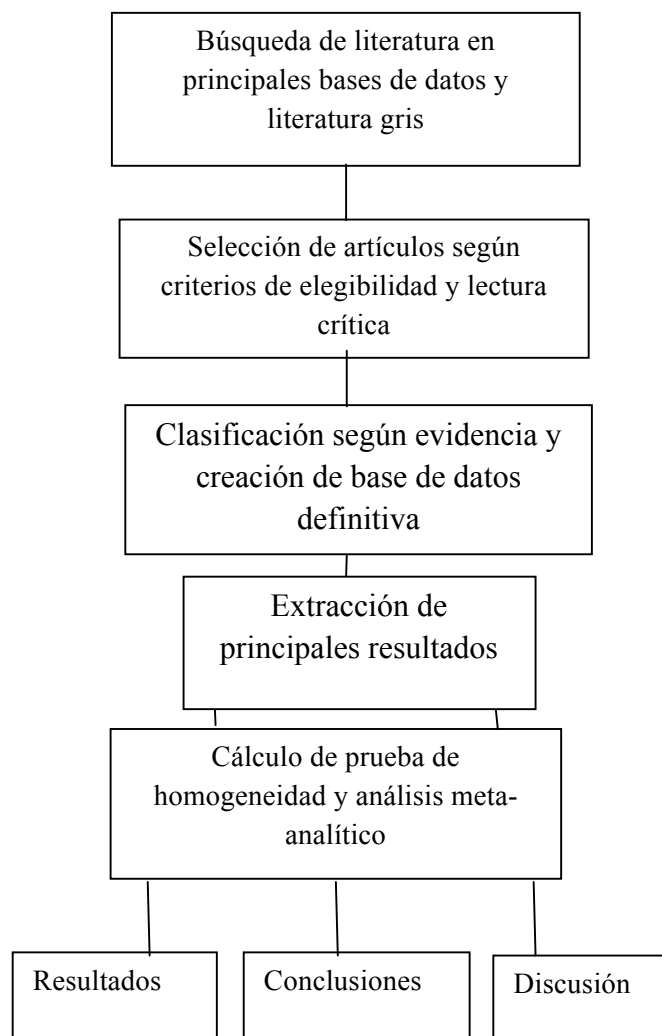 Búsqueda de literatura en
principales bases de datos y
literatura gris
Selección de artículos según
criterios de elegibilidad y lectura
crítica
Clasificación según evidencia y
creación de base de datos
definitiva
Extracción de
principales resultados
Cálculo de prueba de
homogeneidad y análisis meta-
analítico
Resultados
Conclusiones
Discusión